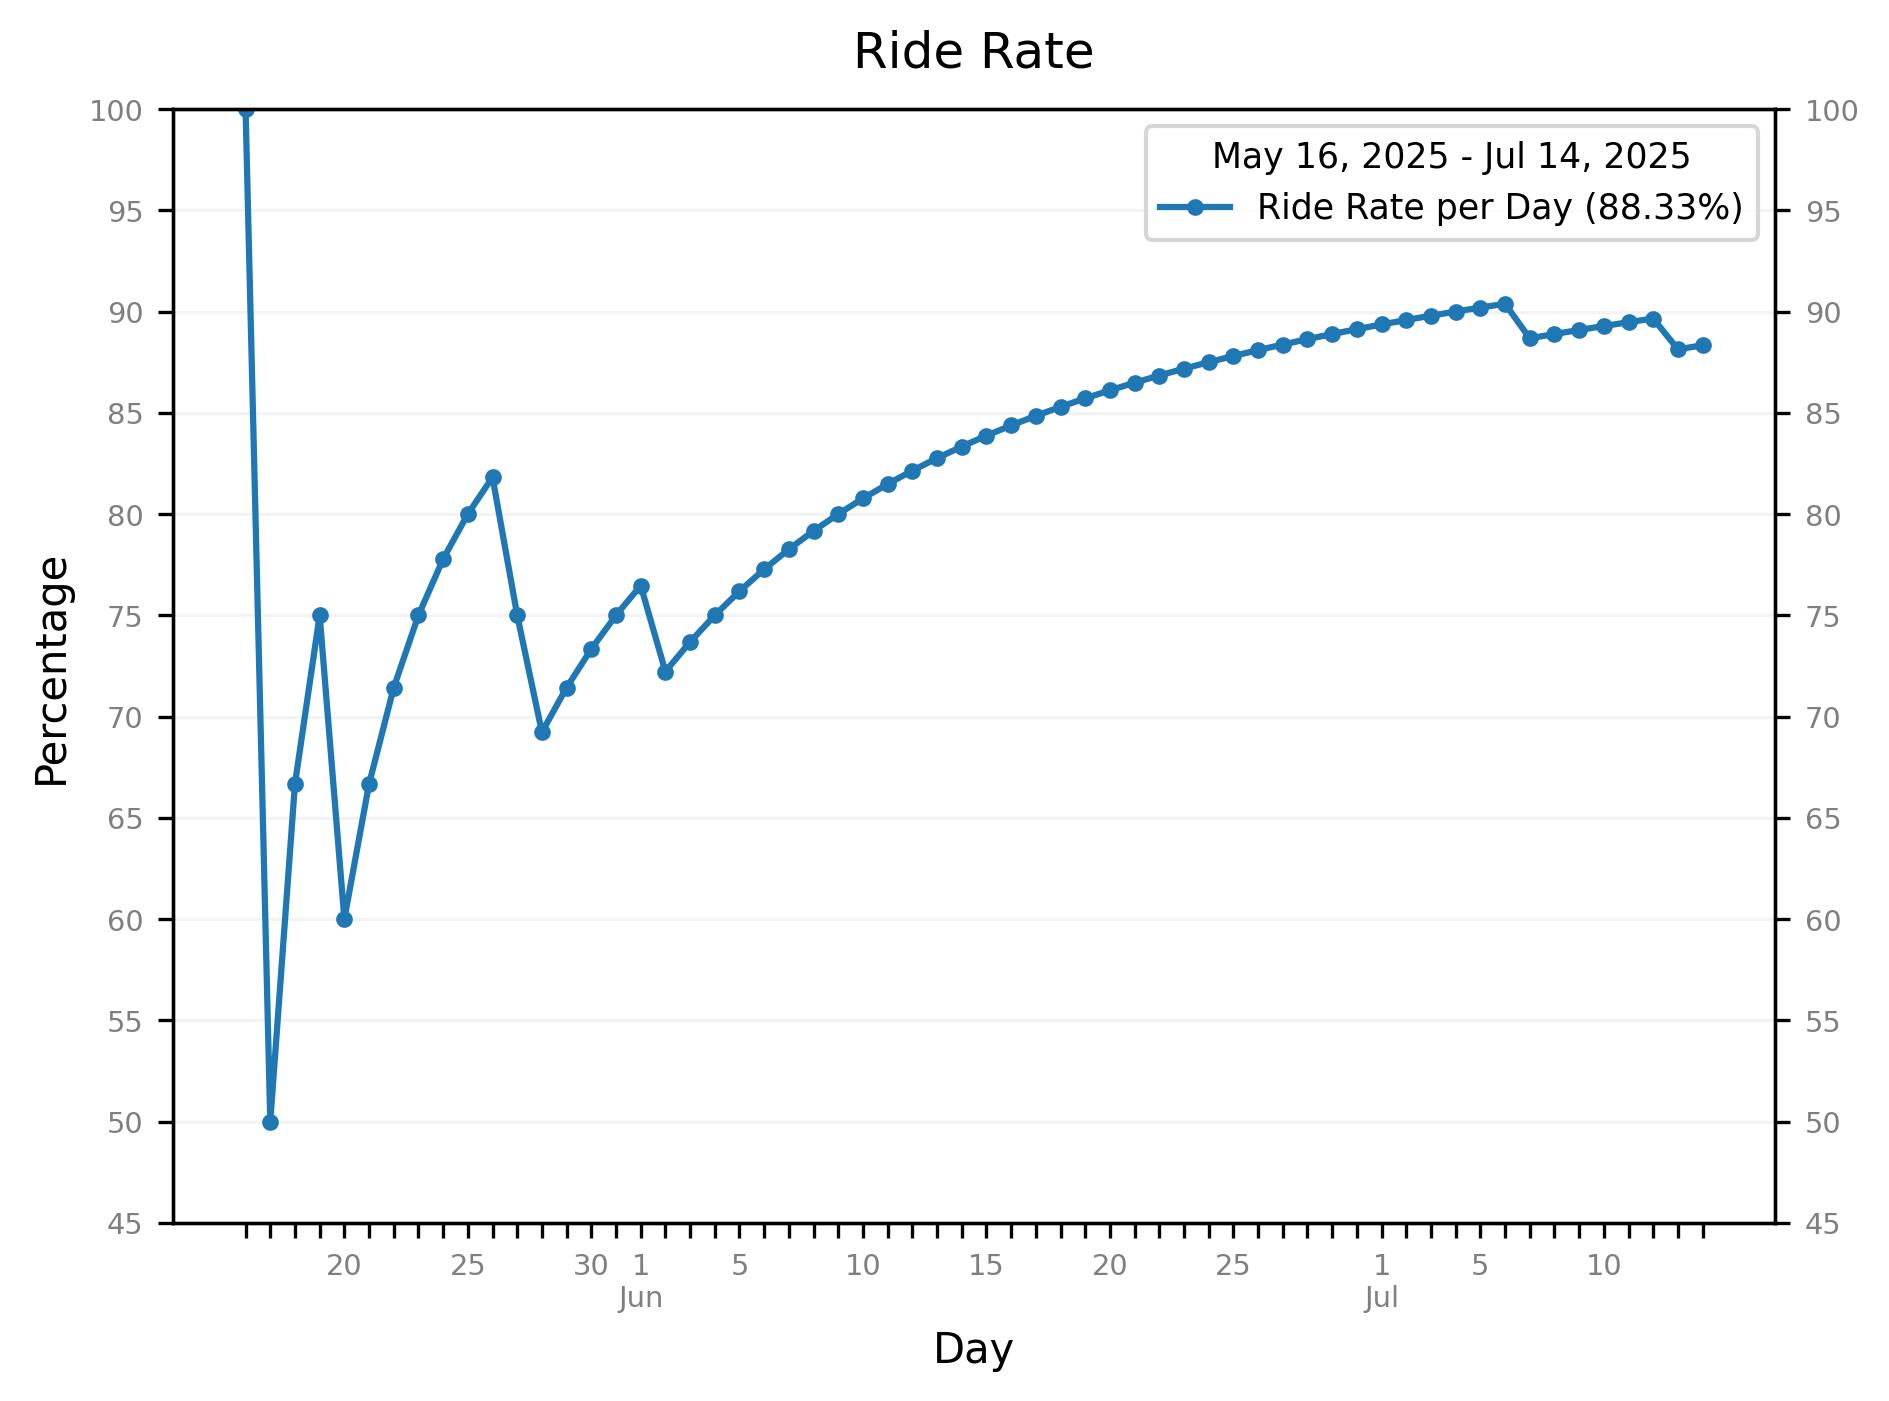 Ride Rate
May 16, 2025 - Jul 14, 2025
Ride Rate per Day (88.33%)
Percentage
100 100
95 95
90 90
85 85
80 80
75 75
70 70
65 65
60 60
55 55
50 50
45 45
20 25 30 1 5 10 15 20 25 1 5 10
Jun Jul
Day